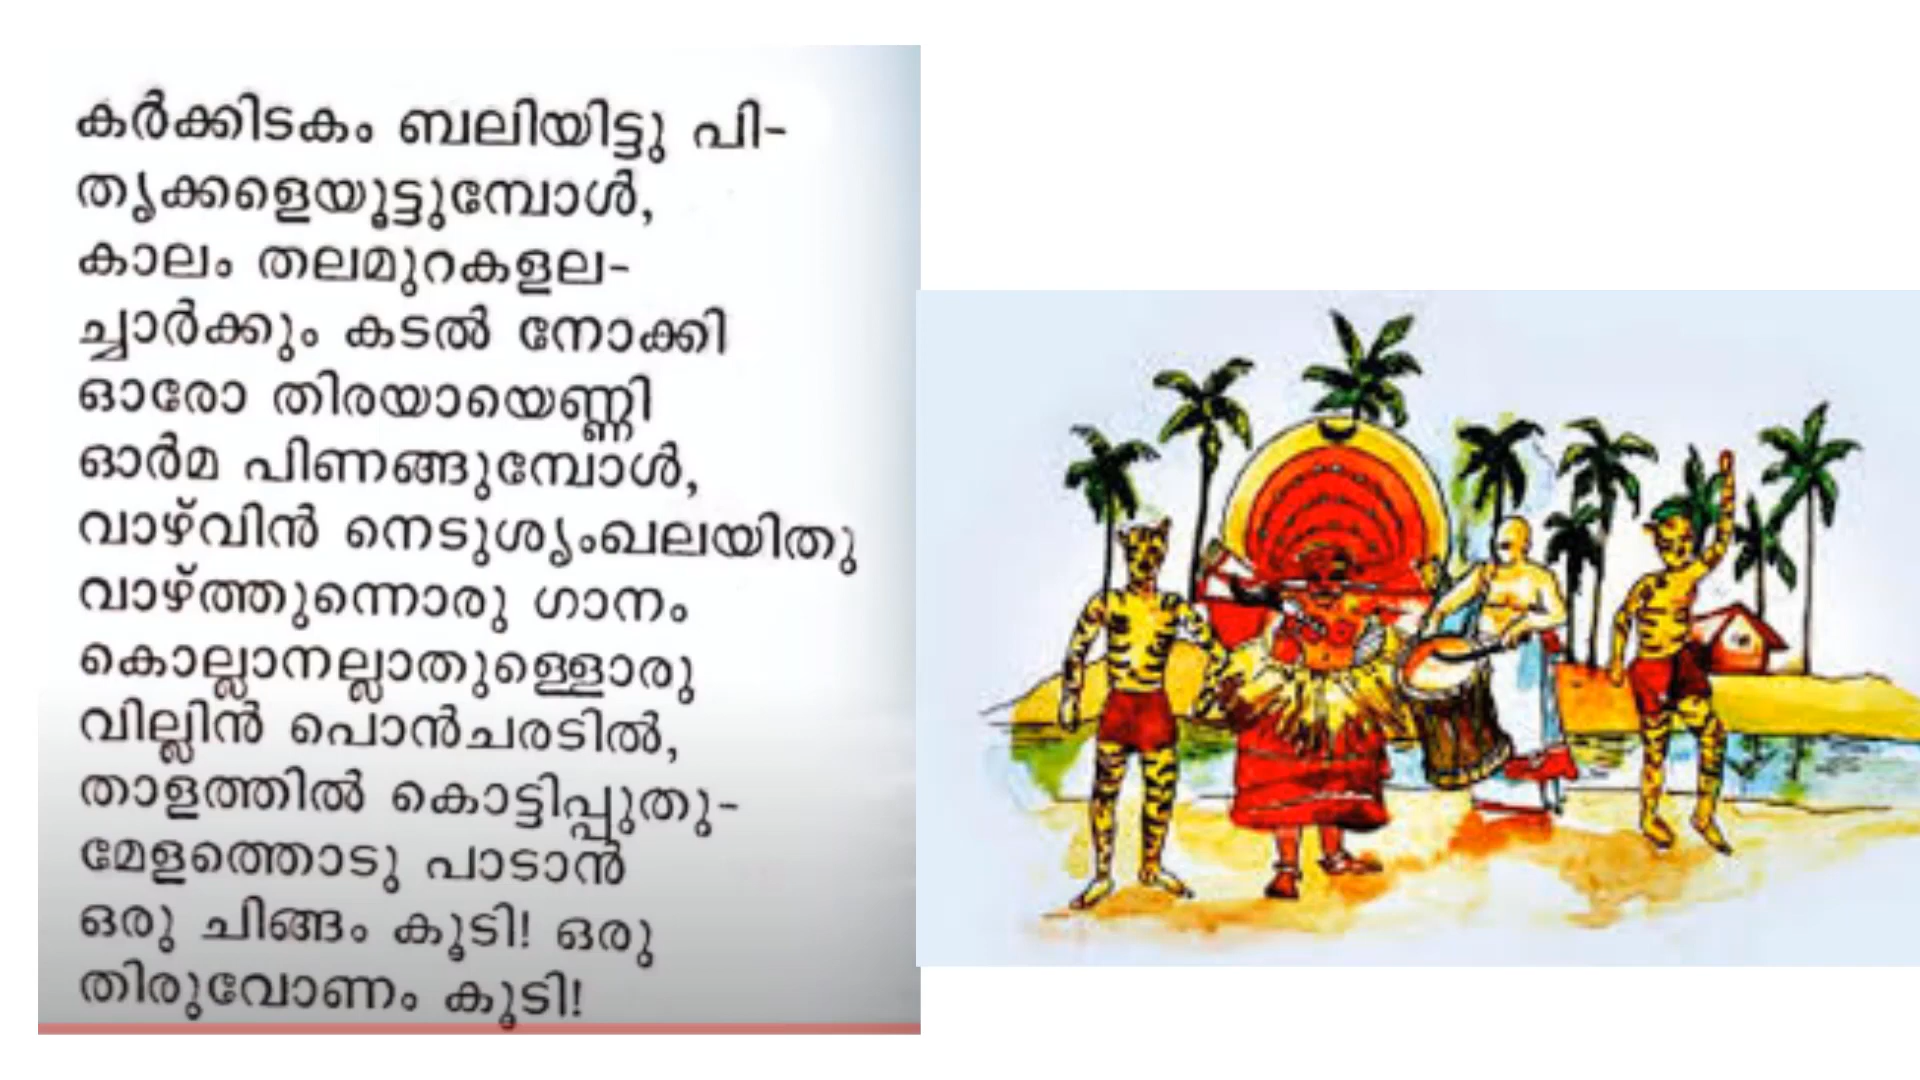 കർക്കിടകം ബലിയിട്ടു പി-
തൃക്കളെയൂട്ടുമ്പോൾ,
കാലം തലമുറകളല-
ച്ചാർക്കും കടൽ നോക്കി
ഓരോ തിരയായെണ്ണി
ഓർമ പിണങ്ങുമ്പോൾ,
വാഴ്‌വിൻ നെടുശൃംഖലയിതു
വാഴ്ത്തുന്നൊരു ഗാനം
കൊല്ലാനല്ലാതുള്ളൊരു
വില്ലിൻ പൊൻചരടിൽ,
താളത്തിൽ കൊട്ടിപ്പുതു-
മേളത്തൊടു പാടാൻ
ഒരു ചിങ്ങം കൂടി! ഒരു
തിരുവോണം കൂടി!